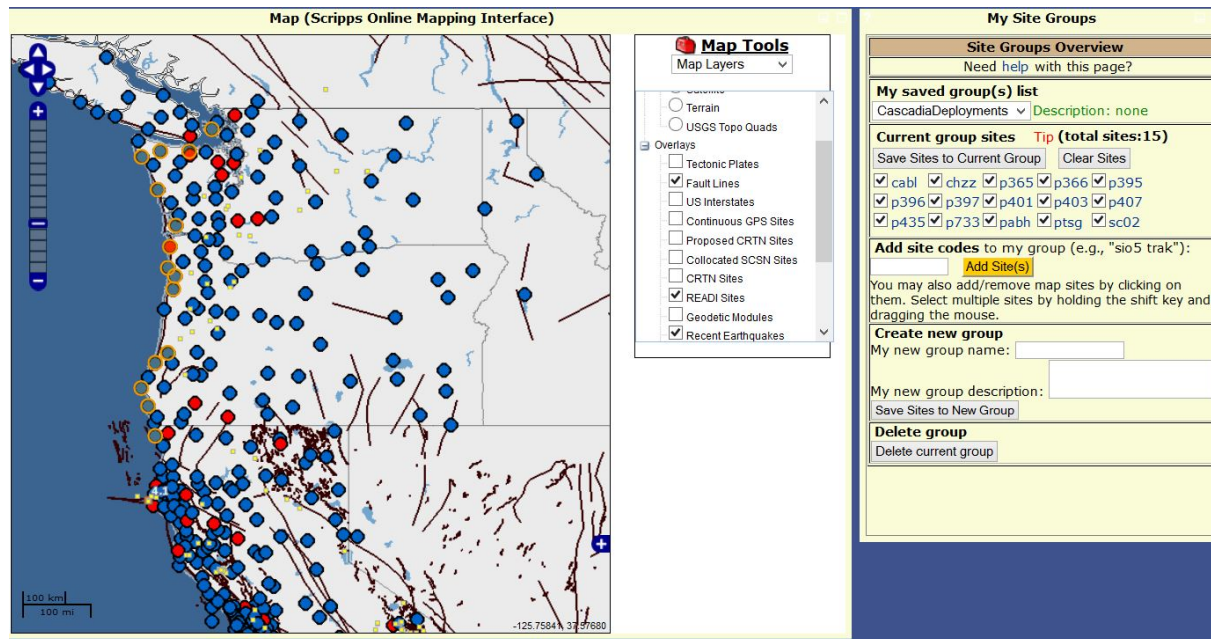 Map (Scripps Online Mapping Interface)
100 km
100 mi
-125.75841, 37.57680
Map Tools
Map Layers
Terrain
USGS Topo Quads
Overlays
Tectonic Plates
Fault Lines
US Interstates
Continuous GPS Sites
Proposed CRTN Sites
Collocated SCSN Sites
CRTN Sites
READI Sites
Geodetic Modules
Recent Earthquakes
My Site Groups
Site Groups Overview
Need help with this page?
My saved group(s) list
CascadiaDeployments Description: none
Current group sites Tip (total sites:15)
Save Sites to Current Group Clear Sites
cabl chzz p365 p366 p395
p396 p397 p401 p403 p407
p435 p733 pabh ptsg sc02
Add site codes to my group (e.g., "sio5 trak"):
Add Site(s)
You may also add/remove map sites by clicking on
them. Select multiple sites by holding the shift key and
dragging the mouse.
Create new group
My new group name:
My new group description:
Save Sites to New Group
Delete group
Delete current group